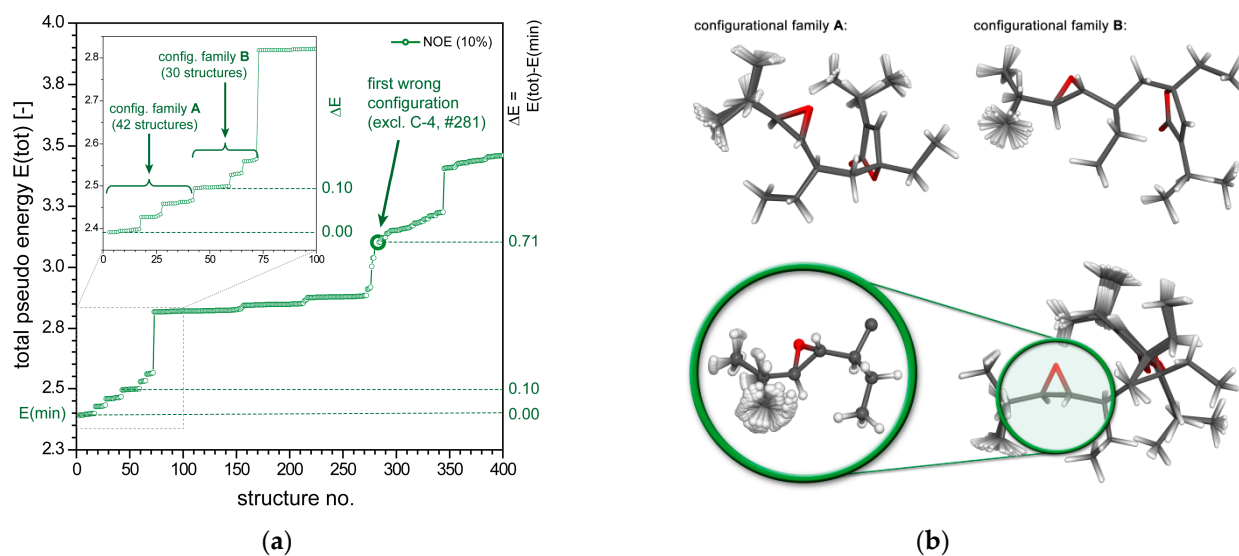 total pseudo energy E(tot) [-]
4.0
3.8
3.5
3.3
3.0
2.8
2.5
2.3
E(min)
0
100
200
300
400
structure no.
NOE (10%)
first wrong
configuration
(excl. C-4, #281)
ΔE =
E(tot)-E(min)
0.71
0.10
0.00
2.8
2.7
2.6
2.5
2.4
0
25
50
75
100
config. family B
(30 structures)
config. family A
(42 structures)
ΔE
0.10
0.00
(a)
configurational family A:
configurational family B:
(b)